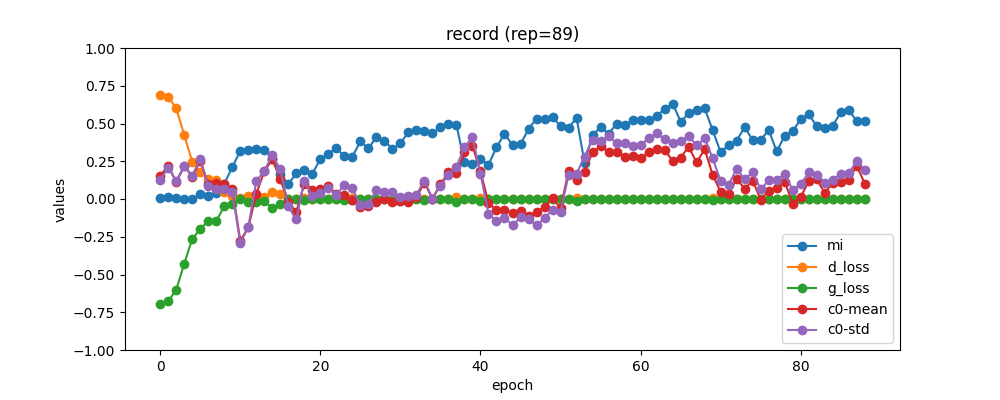 record (rep=89)
1.00
0.75
0.50
0.25
0.00
−0.25
−0.50
−0.75
−1.00
values
0 20 40 60 80
epoch
mi
d_loss
g_loss
c0-mean
c0-std